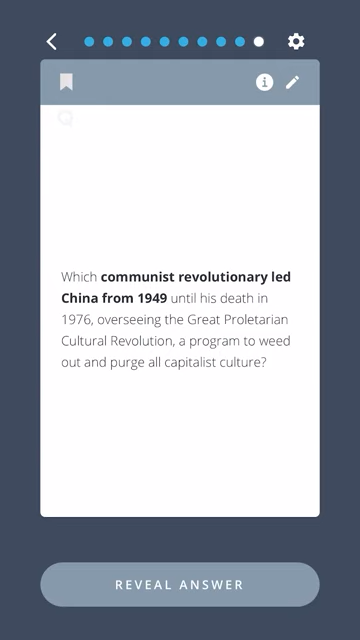 Which communist revolutionary led
China from 1949 until his death in
1976, overseeing the Great Proletarian
Cultural Revolution, a program to weed
out and purge all capitalist culture?
REVEAL ANSWER